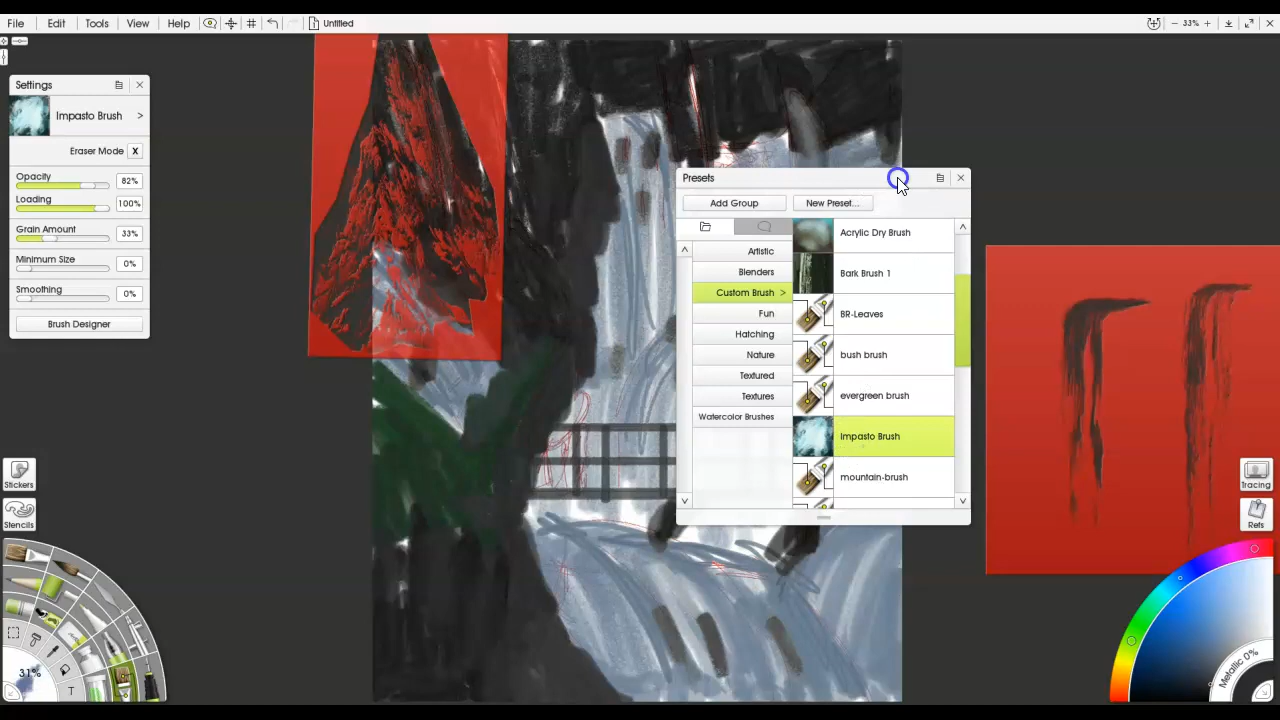 File Edit Tools View Help Untitled 33%
Settings
Impasto Brush >
Eraser Mode X
Opacity 82%
Loading 100%
Grain Amount 33%
Minimum Size 0%
Smoothing 0%
Brush Designer
Presets
Add Group New Preset...
Artistic
Blenders
Custom Brush >
Fun
Hatching
Nature
Textured
Textures
Watercolor Brushes
Acrylic Dry Brush
Bark Brush 1
BR-Leaves
bush brush
evergreen brush
Impasto Brush
mountain-brush
Stickers
Stencils
Tracing
Refs
31%
T
Metallic 0%